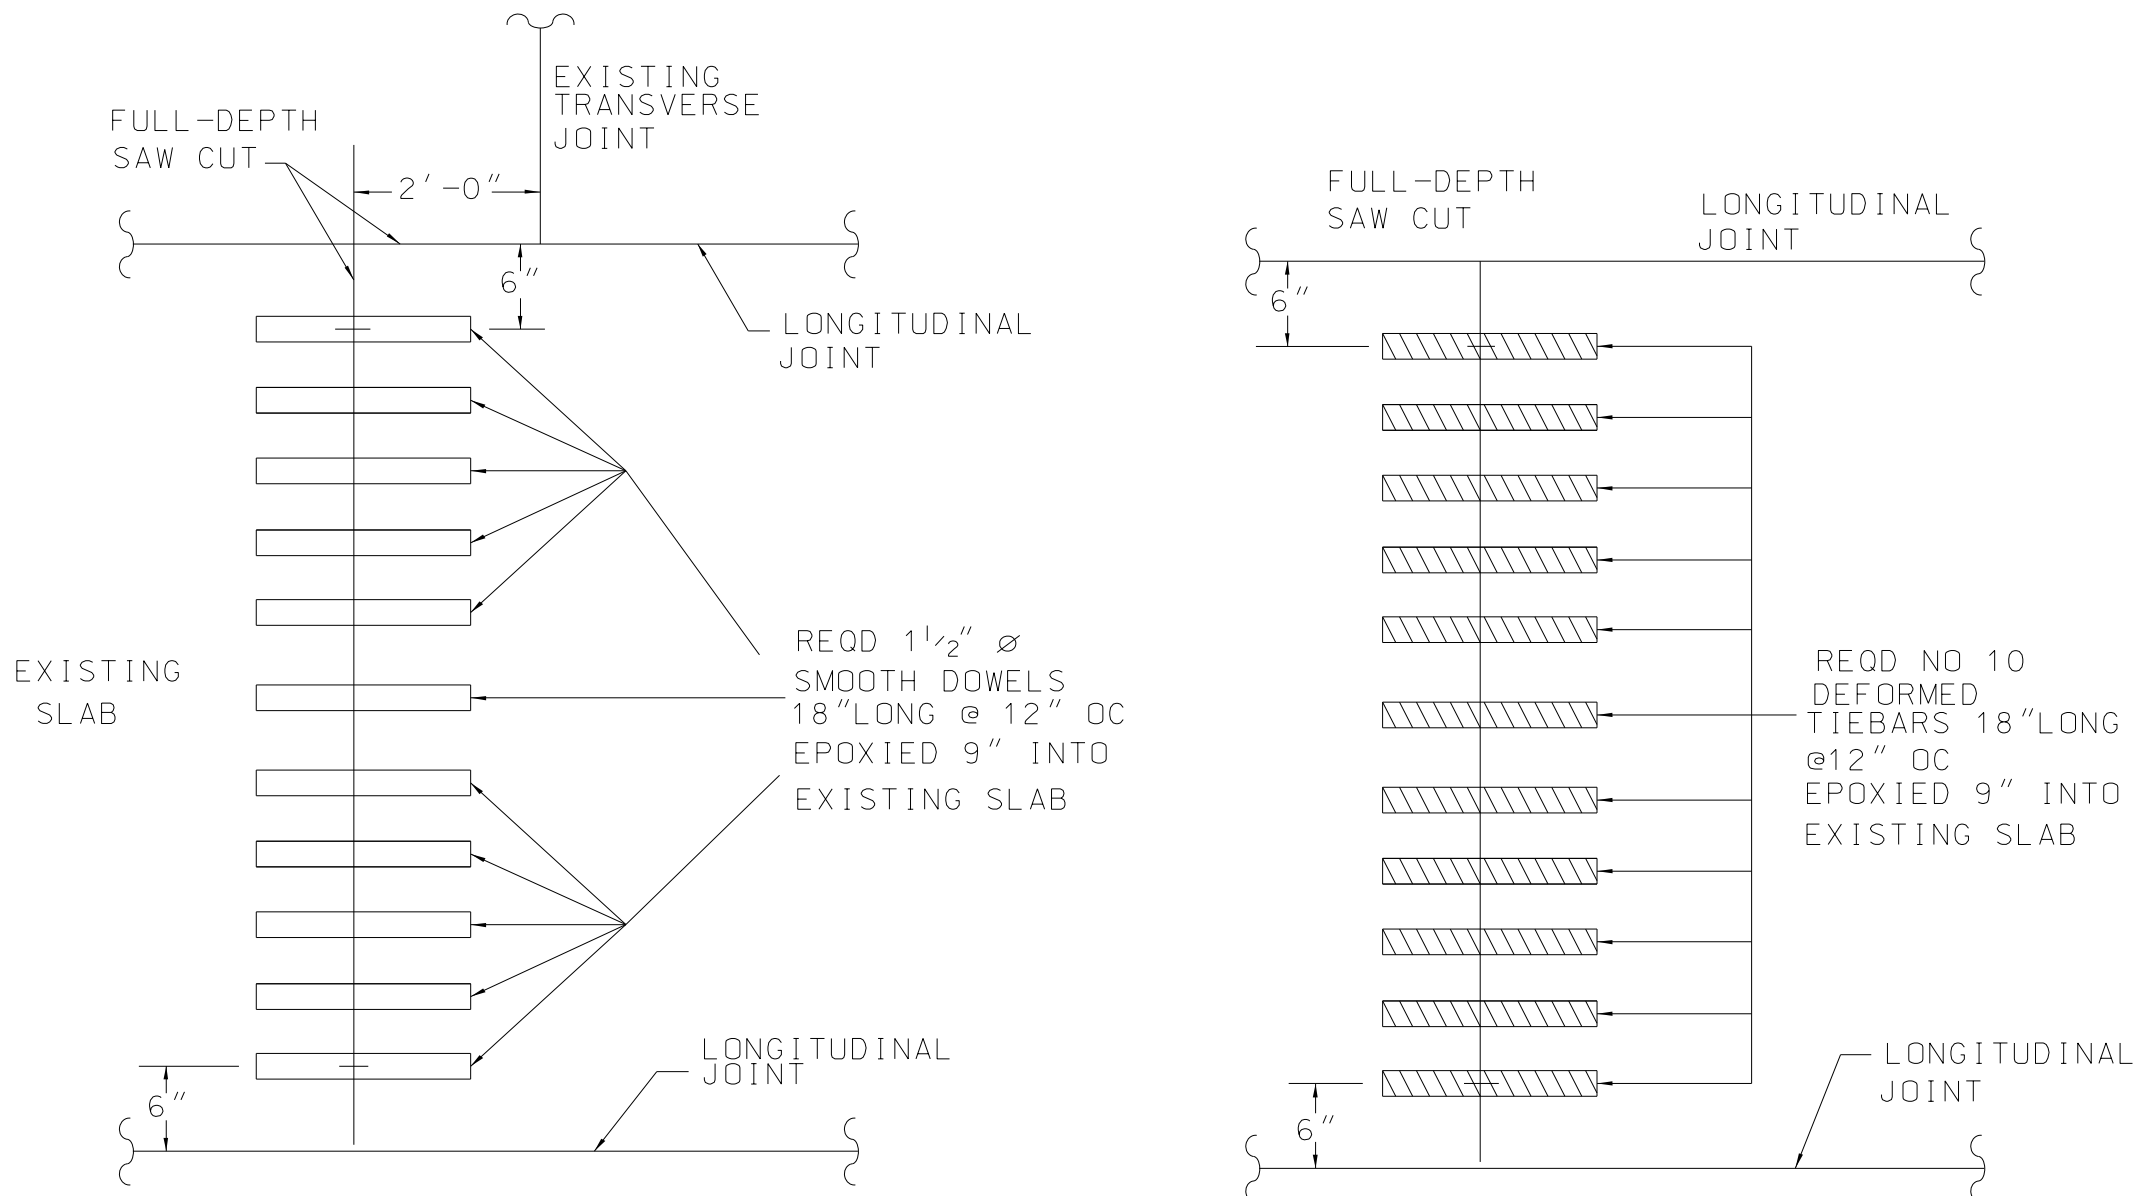 EXISTING
TRANSVERSE
JOINT
FULL-DEPTH
SAW CUT
2'-0"
6"
LONGITUDINAL
JOINT
EXISTING
SLAB
REQD 1 1/2" ⌀
SMOOTH DOWELS
18"LONG @ 12" OC
EPOXIED 9" INTO
EXISTING SLAB
LONGITUDINAL
JOINT
6"
FULL-DEPTH
SAW CUT
LONGITUDINAL
JOINT
6"
REQD NO 10
DEFORMED
TIEBARS 18"LONG
@12" OC
EPOXIED 9" INTO
EXISTING SLAB
LONGITUDINAL
JOINT
6"